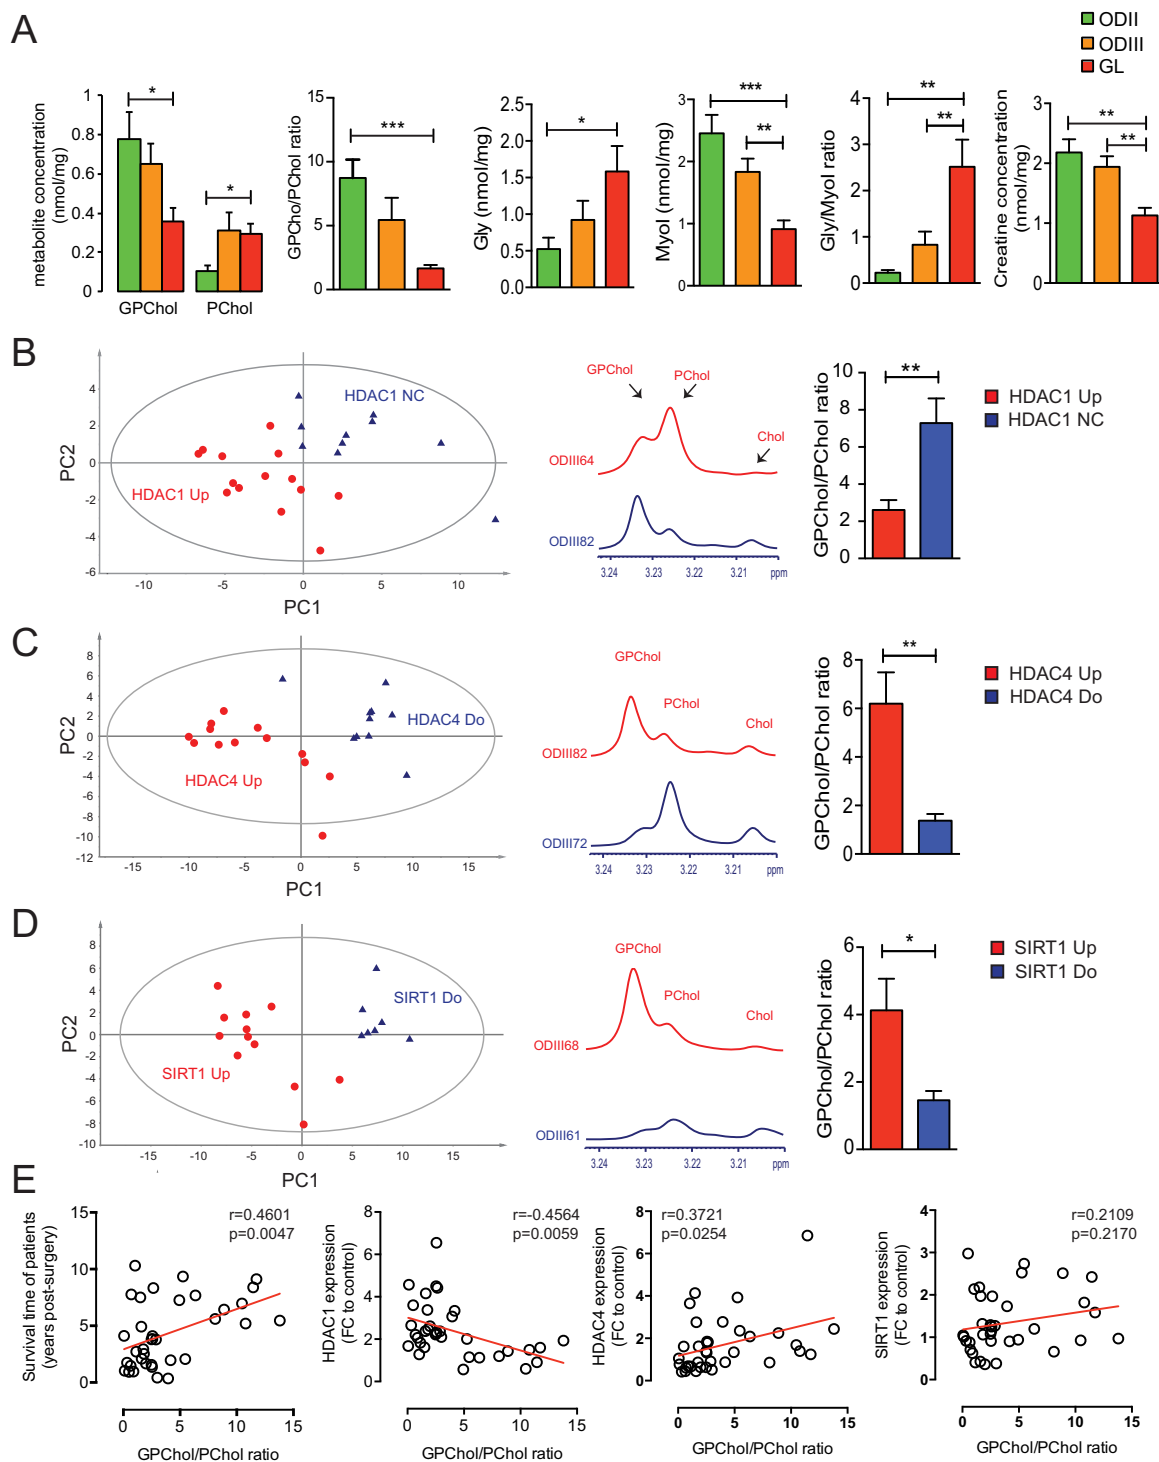 A
ODII
ODIII
GL
metabolite concentration
(nmol/mg)
1
0.8
0.6
0.4
0.2
0
*
*
GPChol
PChol
GPCho/PChol ratio
15
10
5
0
***
Gly (nmol/mg)
2.5
2.0
1.5
1.0
0.5
0.0
*
Myol (nmol/mg)
3
2
1
0
***
**
Gly/Myol ratio
4
3
2
1
0
**
**
Creatine concentration
(nmol/mg)
3
2
1
0
**
**
B
PC2
4
2
0
-2
-4
-6
HDAC1 NC
HDAC1 Up
-10
-5
0
5
10
PC1
GPChol
PChol
Chol
ODIII64
ODIII82
3.24
3.23
3.22
3.21
ppm
GPChol/PChol ratio
10
8
6
4
2
0
**
HDAC1 Up
HDAC1 NC
C
PC2
8
6
4
2
0
-2
-4
-6
-8
-10
-12
HDAC4 Do
HDAC4 Up
-15
-10
-5
0
5
10
15
PC1
GPChol
PChol
Chol
ODIII82
ODIII72
3.24
3.23
3.22
3.21
ppm
GPChol/PChol ratio
8
6
4
2
0
**
HDAC4 Up
HDAC4 Do
D
PC2
8
6
4
2
0
-2
-4
-6
-8
-10
SIRT1 Do
SIRT1 Up
-15
-10
-5
0
5
10
15
PC1
GPChol
PChol
Chol
ODIII68
ODIII61
3.24
3.23
3.22
3.21
ppm
GPChol/PChol ratio
6
4
2
0
*
SIRT1 Up
SIRT1 Do
E
Survival time of patients
(years post-surgery)
15
10
5
0
r=0.4601
p=0.0047
0
5
10
15
GPChol/PChol ratio
HDAC1 expression
(FC to control)
8
6
4
2
0
r=-0.4564
p=0.0059
0
5
10
15
GPChol/PChol ratio
HDAC4 expression
(FC to control)
8
6
4
2
0
r=0.3721
p=0.0254
0
5
10
15
GPChol/PChol ratio
SIRT1 expression
(FC to control)
4
3
2
1
0
r=0.2109
p=0.2170
0
5
10
15
GPChol/PChol ratio